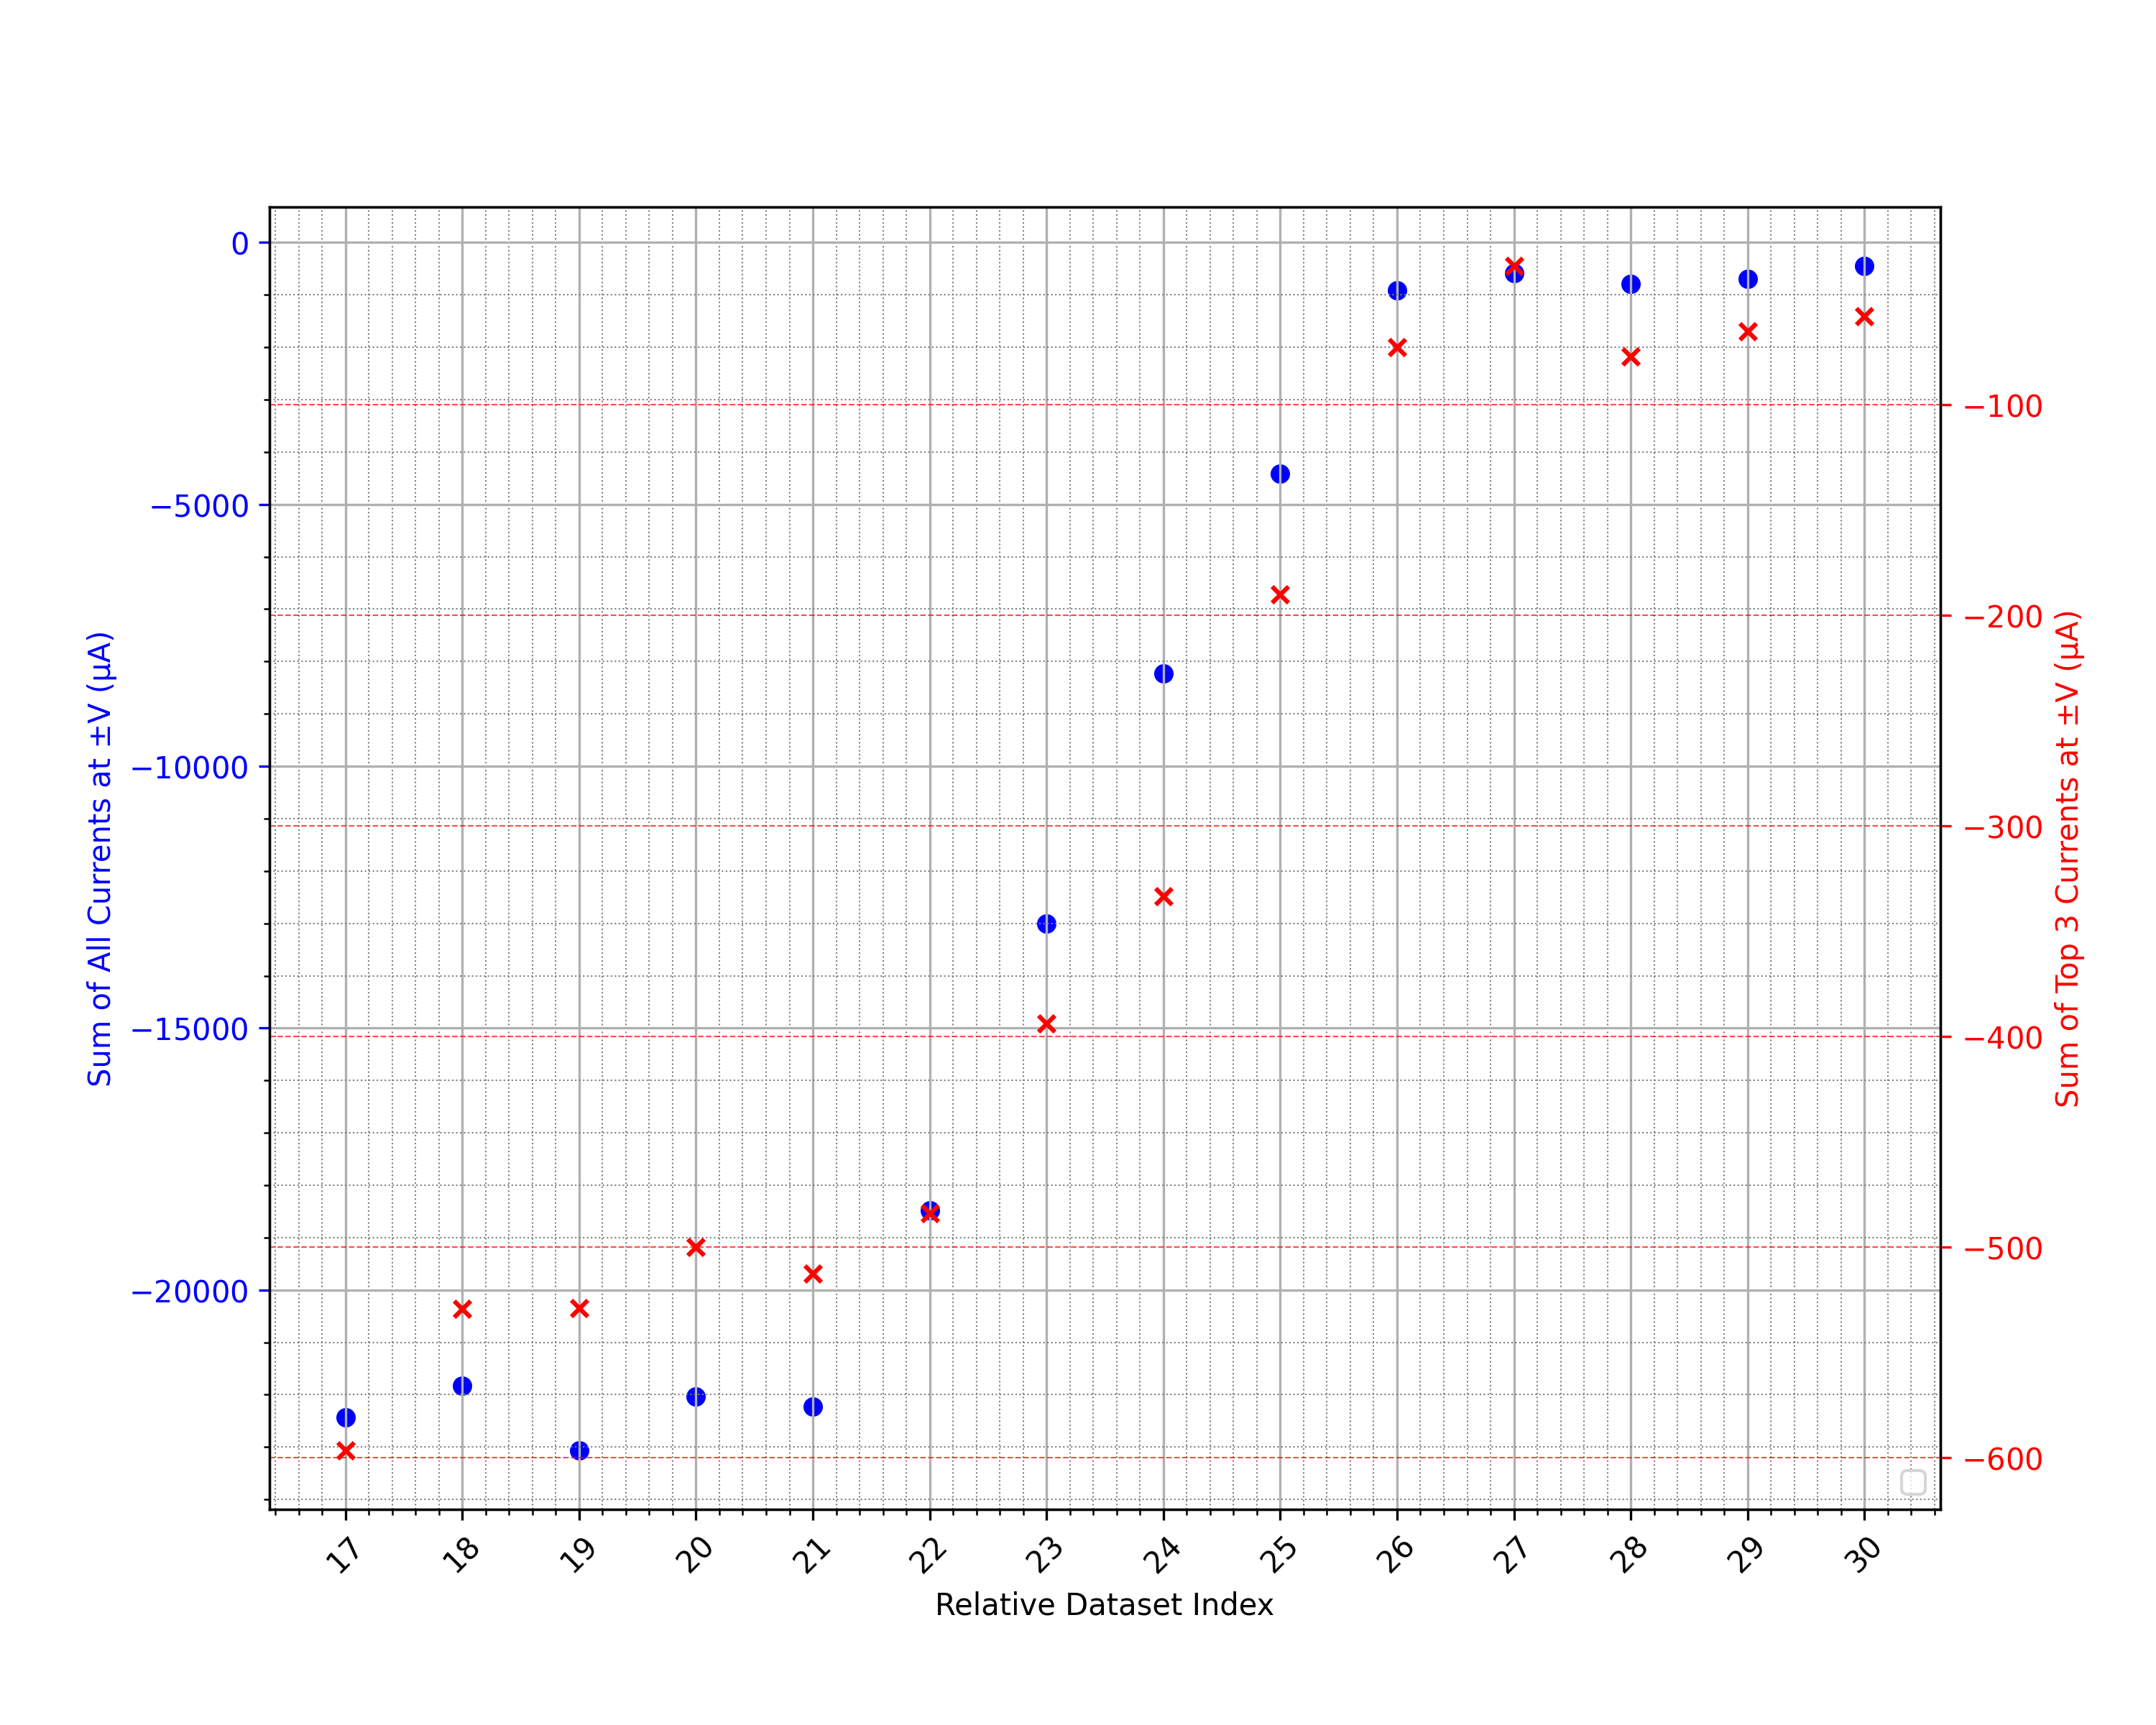 0
−5000
−10000
−15000
−20000
Sum of All Currents at ±V (µA)
−100
−200
−300
−400
−500
−600
Sum of Top 3 Currents at ±V (µA)
17 18 19 20 21 22 23 24 25 26 27 28 29 30
Relative Dataset Index